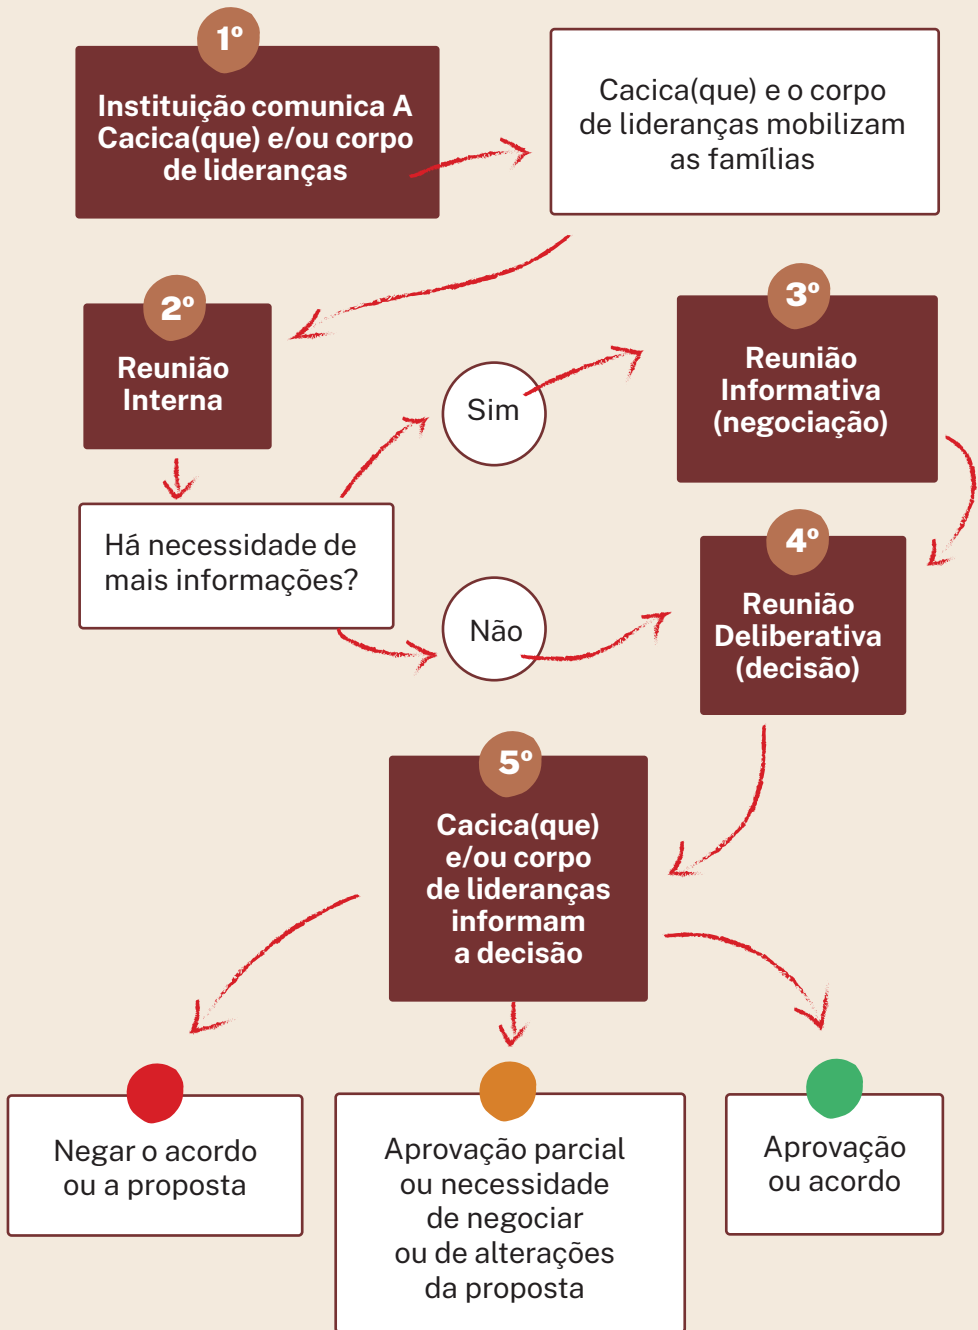 1º
Instituição comunica A
Cacica(que) e/ou corpo
de lideranças
Cacica(que) e o corpo
de lideranças mobilizam
as famílias
2º
Reunião
Interna
Há necessidade de
mais informações?
Sim
Não
3º
Reunião
Informativa
(negociação)
4º
Reunião
Deliberativa
(decisão)
5º
Cacica(que)
e/ou corpo
de lideranças
informam
a decisão
Negar o acordo
ou a proposta
Aprovação parcial
ou necessidade
de negociar
ou de alterações
da proposta
Aprovação
ou acordo